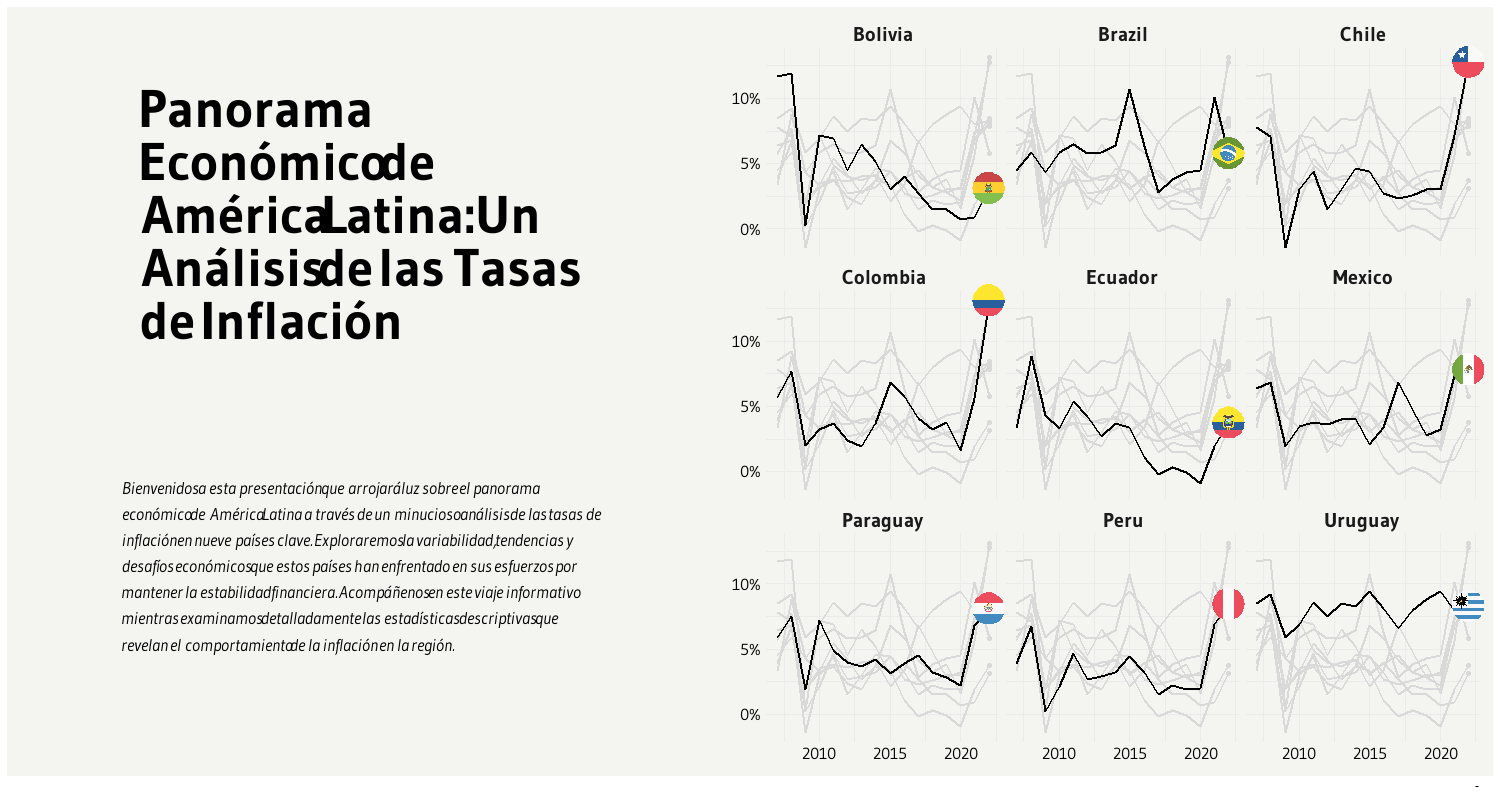 Panorama
Económico de
América Latina: Un
Análisis de las Tasas
de Inflación
Bienvenidos a esta presentación que arrojará luz sobre el panorama
económico de América Latina a través de un minucioso análisis de las tasas de
inflación en nueve países clave. Exploraremos la variabilidad, tendencias y
desafíos económicos que estos países han enfrentado en sus esfuerzos por
mantener la estabilidad financiera. Acompáñenos en este viaje informativo
mientras examinamos detalladamente las estadísticas descriptivas que
revelan el comportamiento de la inflación en la región.
Bolivia Brazil Chile
10%
5%
0%
Colombia Ecuador Mexico
10%
5%
0%
Paraguay Peru Uruguay
10%
5%
0%
2010 2015 2020 2010 2015 2020 2010 2015 2020